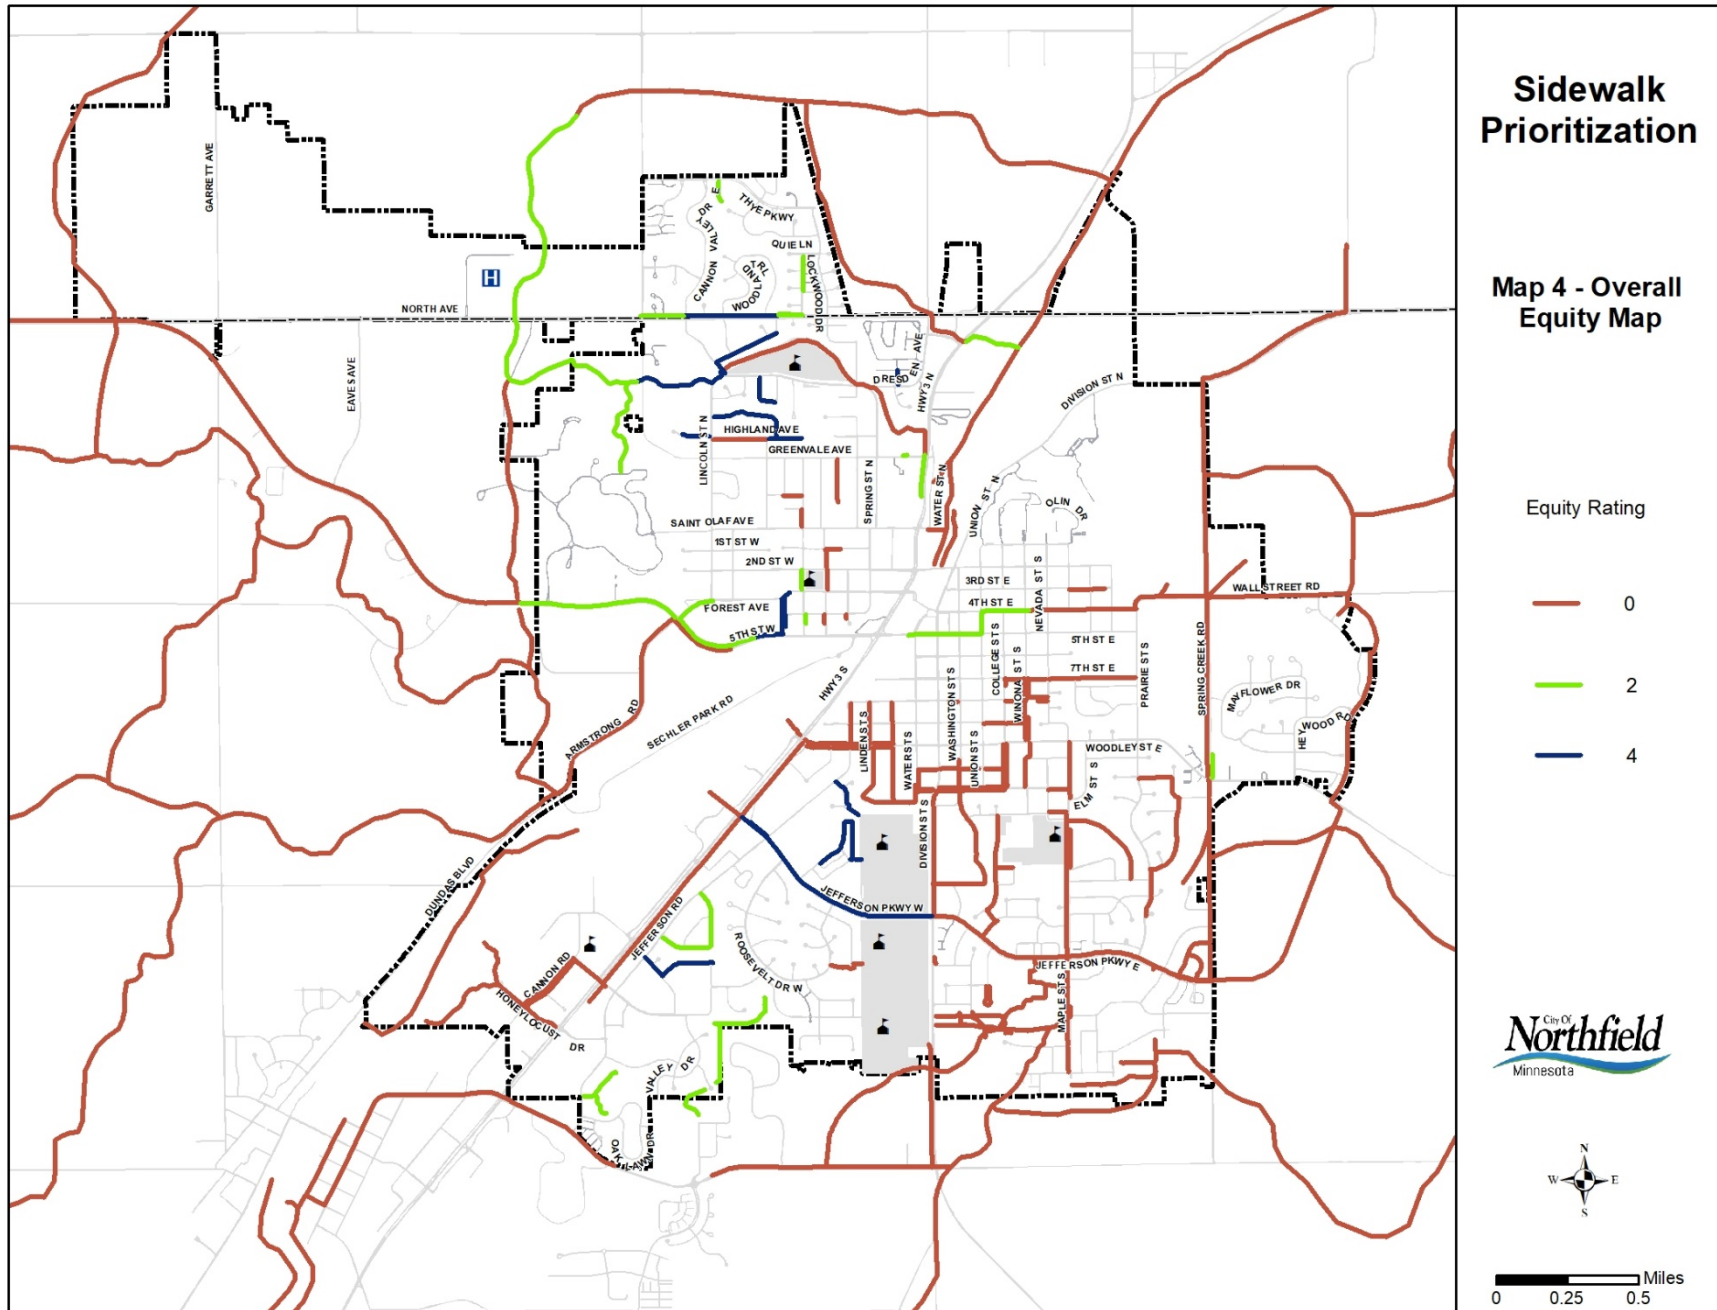 Sidewalk
Prioritization
Map 4 - Overall
Equity Map
Equity Rating
0
2
4
City Of
Northfield
Minnesota
N
W E
S
Miles
0 0.25 0.5
GARRETT AVE
NORTH AVE
H
EAVES AVE
CANNON VALLEY DR E
THYE PKWY
QUIE LN
WOODLAND TRL
LOCKWOOD DR
DRESDEN AVE
HWY 3 N
DIVISION ST N
HIGHLAND AVE
GREENVALE AVE
LINCOLN ST N
SPRING ST N
WATER ST N
UNION ST N
OLIN DR
SAINT OLAF AVE
1ST ST W
2ND ST W
3RD ST E
NEVADA ST S
WALL STREET RD
FOREST AVE
4TH ST E
5TH ST W
5TH ST E
COLLEGE ST S
7TH ST E
PRAIRIE ST S
SPRING CREEK RD
MAYFLOWER DR
HEYWOOD RD
HWY 3 S
SECHLER PARK RD
ARMSTRONG RD
WINONA ST S
WASHINGTON ST S
LINDEN ST S
WATER ST S
UNION ST S
WOODLEY ST E
ELM ST S
DIVISION ST S
DUNDAS BLVD
JEFFERSON PKWY W
JEFFERSON RD
ROOSEVELT DR W
CANNON RD
HONEYLOCUST DR
JEFFERSON PKWY E
MAPLE ST S
VALLEY DR
OAK LAWN DR